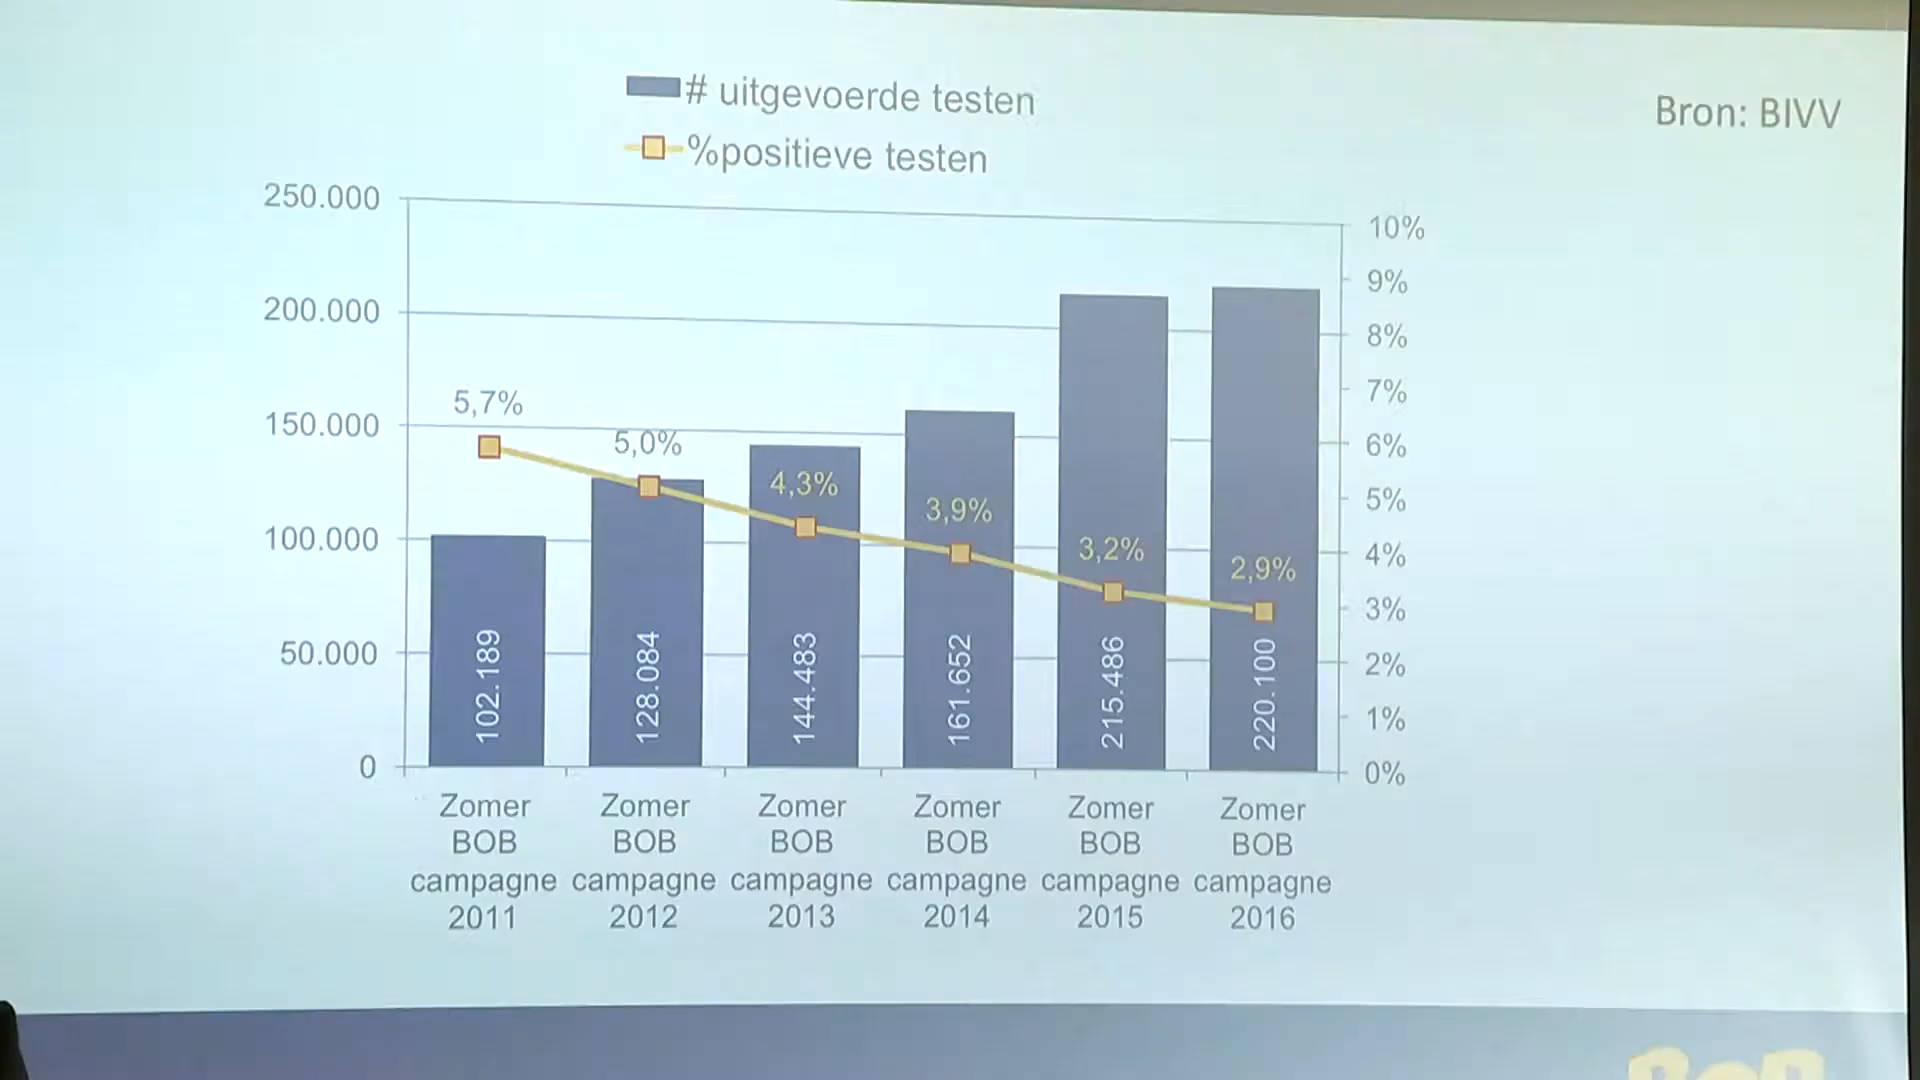 # uitgevoerde testen
%positieve testen
Bron: BIVV
250.000
200.000
150.000
100.000
50.000
0
10%
9%
8%
7%
6%
5%
4%
3%
2%
1%
0%
5,7%
5,0%
4,3%
3,9%
3,2%
2,9%
102.189
128.084
144.483
161.652
215.486
220.100
Zomer BOB campagne 2011
Zomer BOB campagne 2012
Zomer BOB campagne 2013
Zomer BOB campagne 2014
Zomer BOB campagne 2015
Zomer BOB campagne 2016
BOB